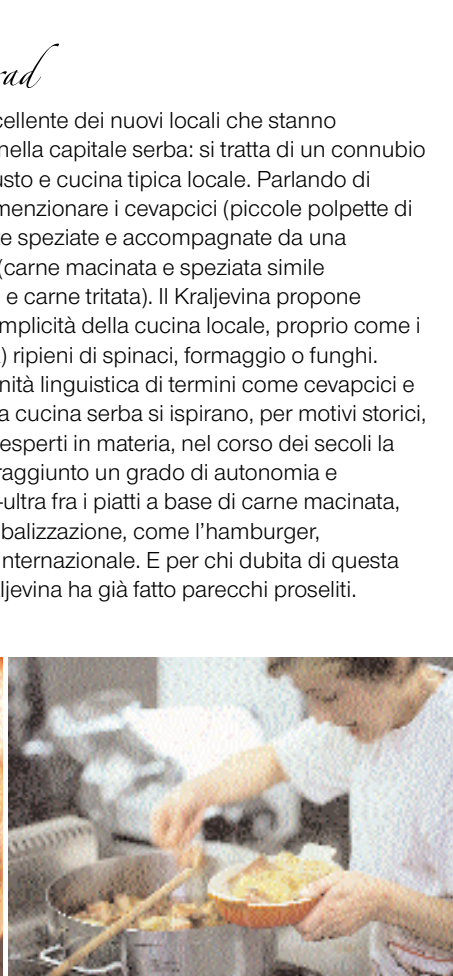 rad
cellente dei nuovi locali che stanno
nella capitale serba: si tratta di un connubio
usto e cucina tipica locale. Parlando di
menzionare i cevapcici (piccole polpette di
te speziate e accompagnate da una
(carne macinata e speziata simile
e carne tritata). Il Kraljevina propone
mplicità della cucina locale, proprio come i
) ripieni di spinaci, formaggio o funghi.
nità linguistica di termini come cevapcici e
a cucina serba si ispirano, per motivi storici,
esperti in materia, nel corso dei secoli la
raggiunto un grado di autonomia e
-ultra fra i piatti a base di carne macinata,
balizzazione, come l’hamburger,
nternazionale. E per chi dubita di questa
ljevina ha già fatto parecchi proseliti.